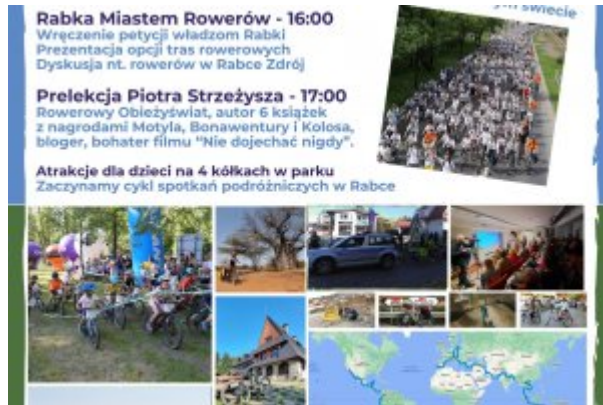 świecie
Rabka Miastem Rowerów - 16:00
Wręczenie petycji władzom Rabki
Prezentacja opcji tras rowerowych
Dyskusja nt. rowerów w Rabce Zdrój
Prelekcja Piotra Strzeżysza - 17:00
Rowerowy Obieżyświat, autor 6 książek
z nagrodami Motyla, Bonawentury i Kolosa,
bloger, bohater filmu “Nie dojechać nigdy”.
Atrakcje dla dzieci na 4 kółkach w parku
Zaczynamy cykl spotkań podróżniczych w Rabce